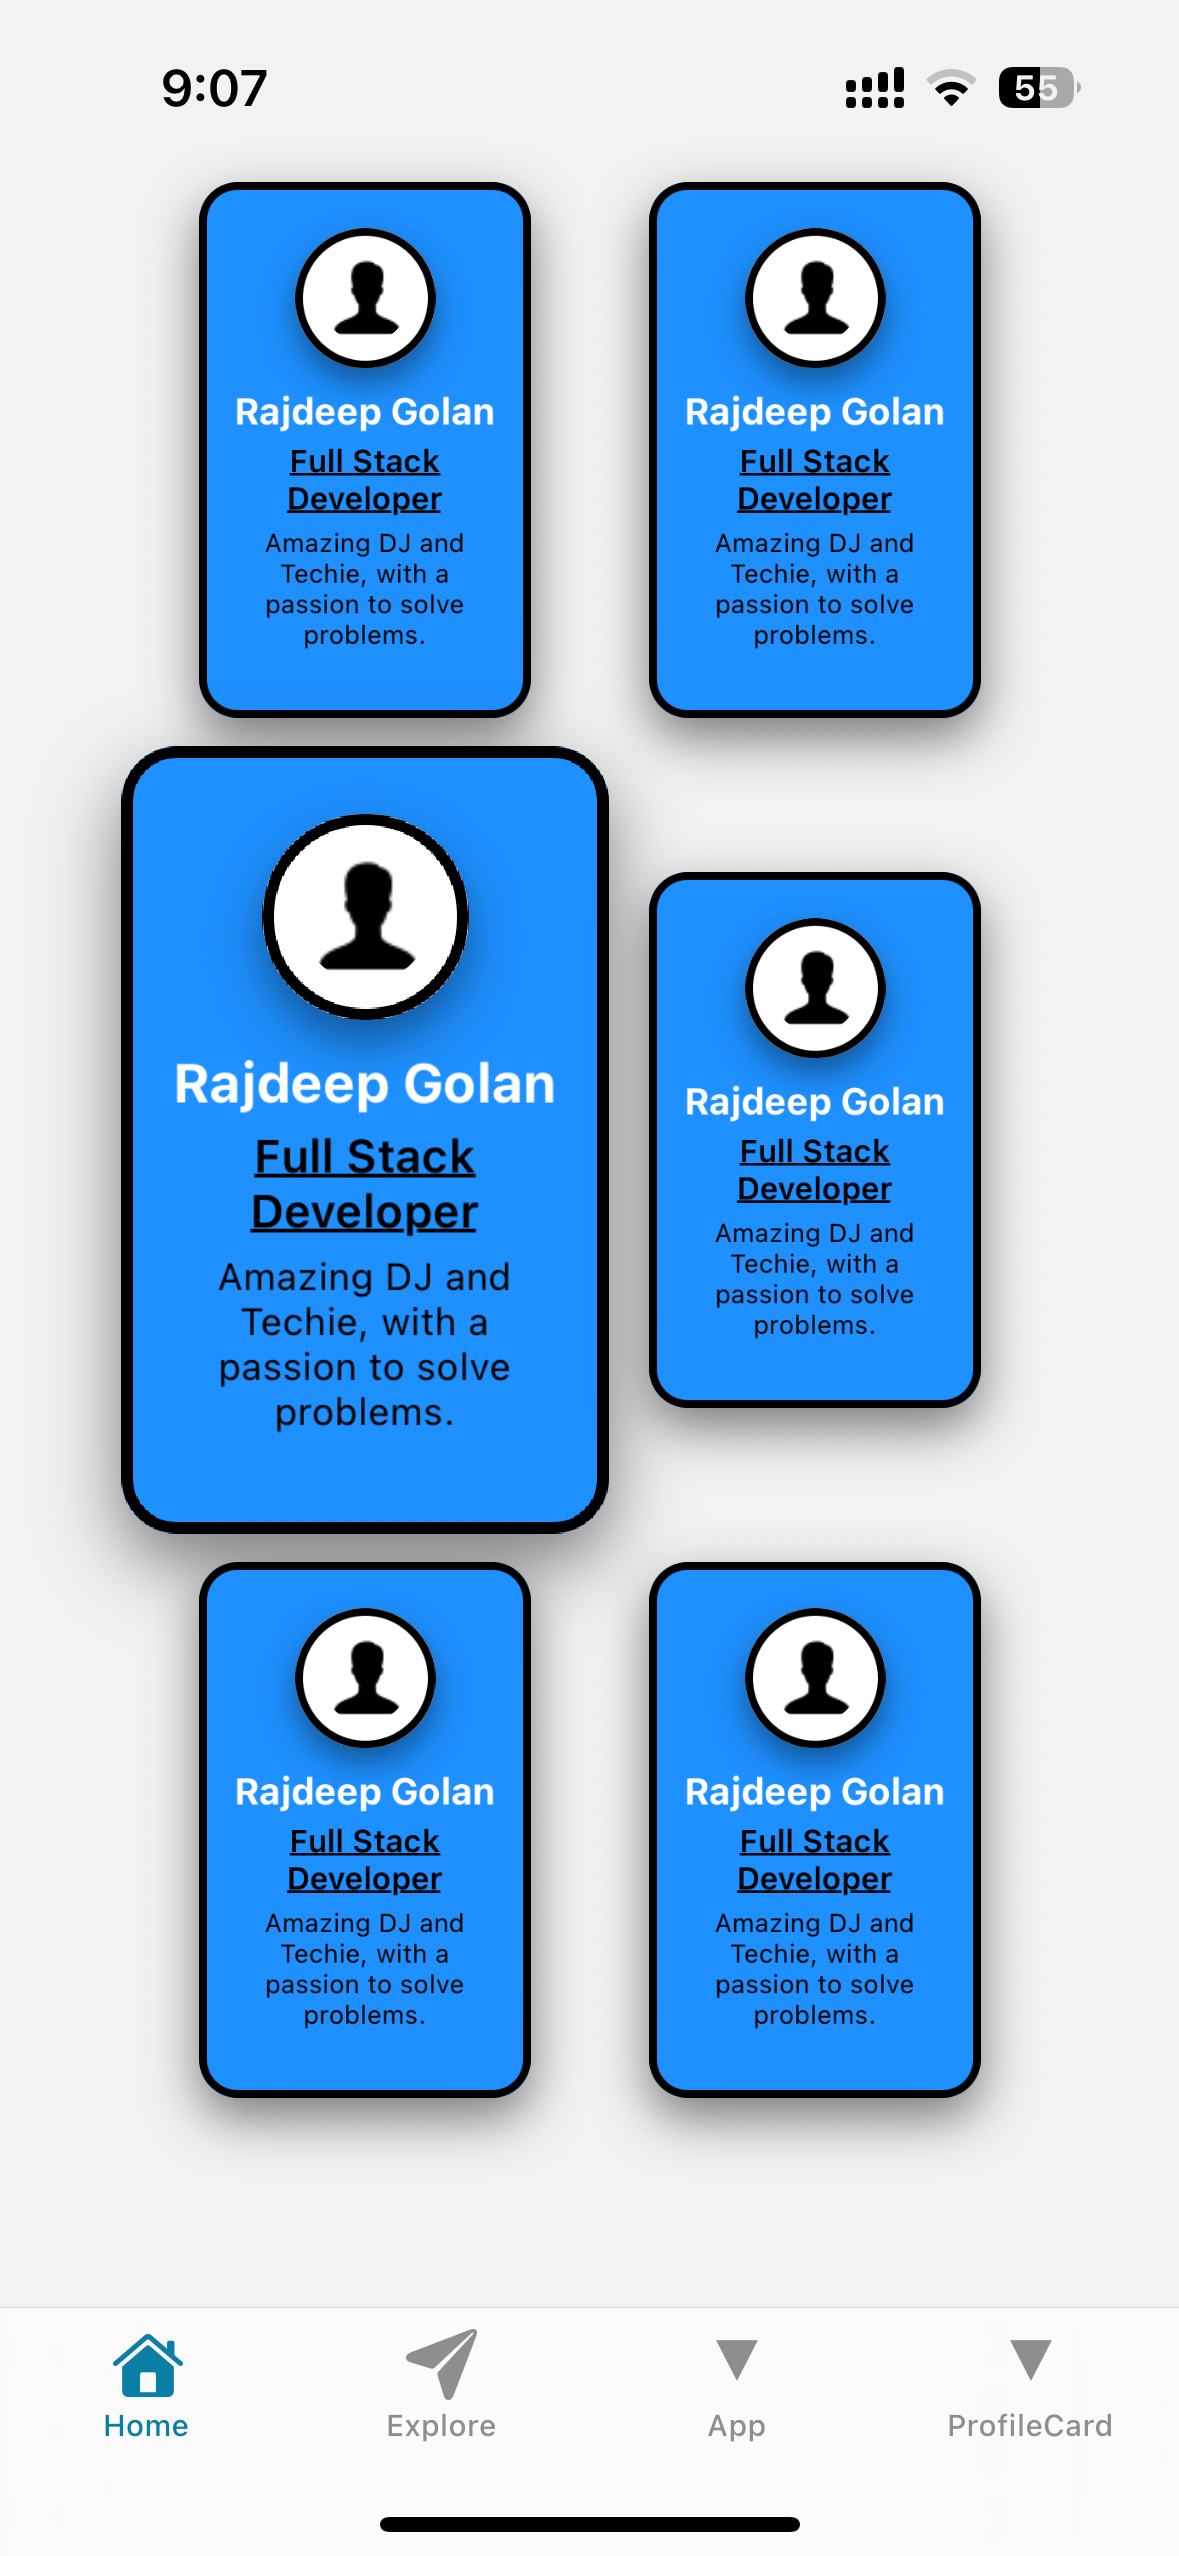 9:07
55
Rajdeep Golan
Full Stack
Developer
Amazing DJ and
Techie, with a
passion to solve
problems.
Rajdeep Golan
Full Stack
Developer
Amazing DJ and
Techie, with a
passion to solve
problems.
Rajdeep Golan
Full Stack
Developer
Amazing DJ and
Techie, with a
passion to solve
problems.
Rajdeep Golan
Full Stack
Developer
Amazing DJ and
Techie, with a
passion to solve
problems.
Rajdeep Golan
Full Stack
Developer
Amazing DJ and
Techie, with a
passion to solve
problems.
Rajdeep Golan
Full Stack
Developer
Amazing DJ and
Techie, with a
passion to solve
problems.
Home
Explore
App
ProfileCard